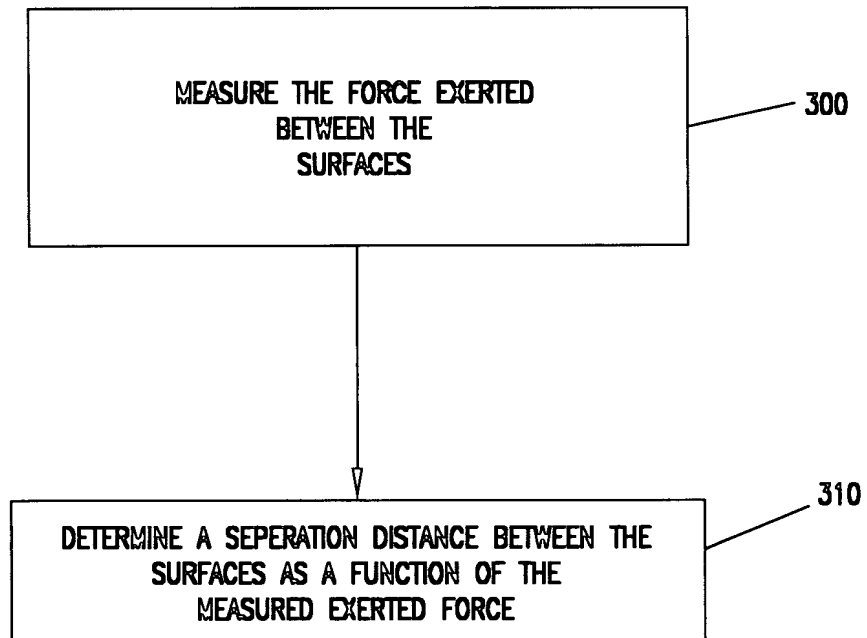 MEASURE THE FORCE EXERTED
BETWEEN THE
SURFACES
300
DETERMINE A SEPERATION DISTANCE BETWEEN THE
SURFACES AS A FUNCTION OF THE
MEASURED EXERTED FORCE
310